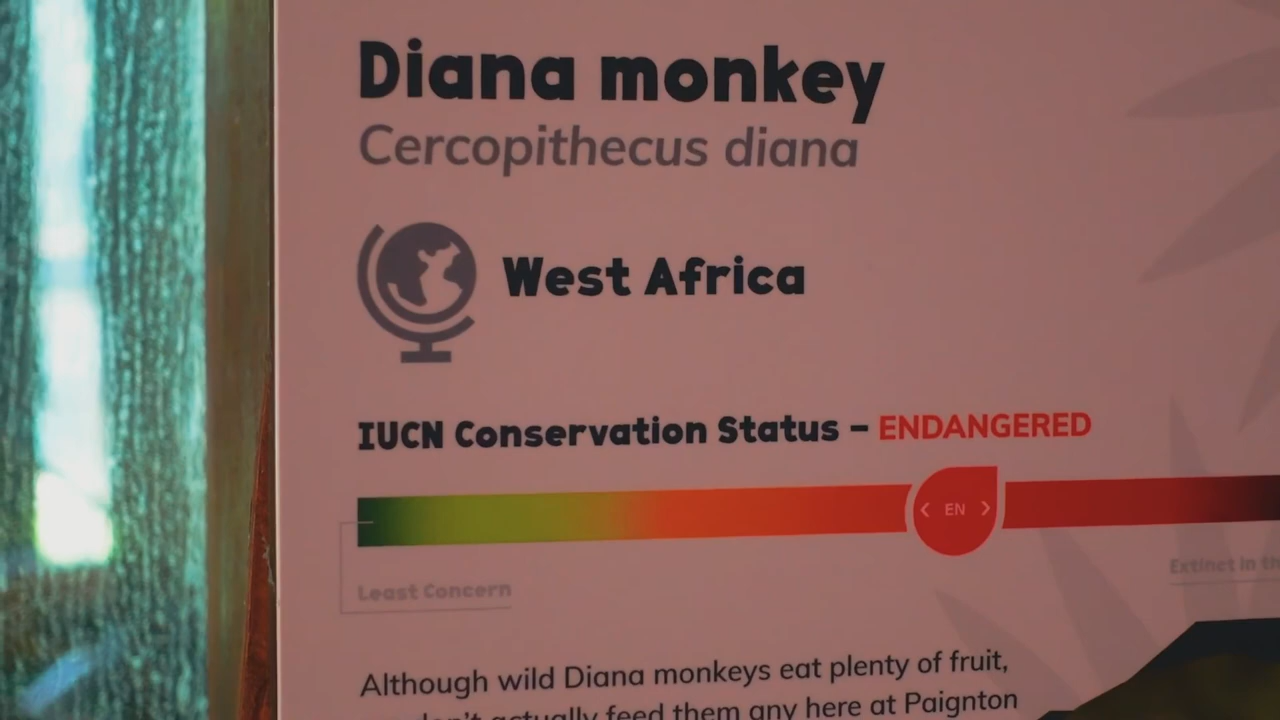 Diana monkey
Cercopithecus diana
West Africa
IUCN Conservation Status – ENDANGERED
< EN >
Least Concern
Extinct in
Although wild Diana monkeys eat plenty of fruit,
don't actually feed them any here at Paignton